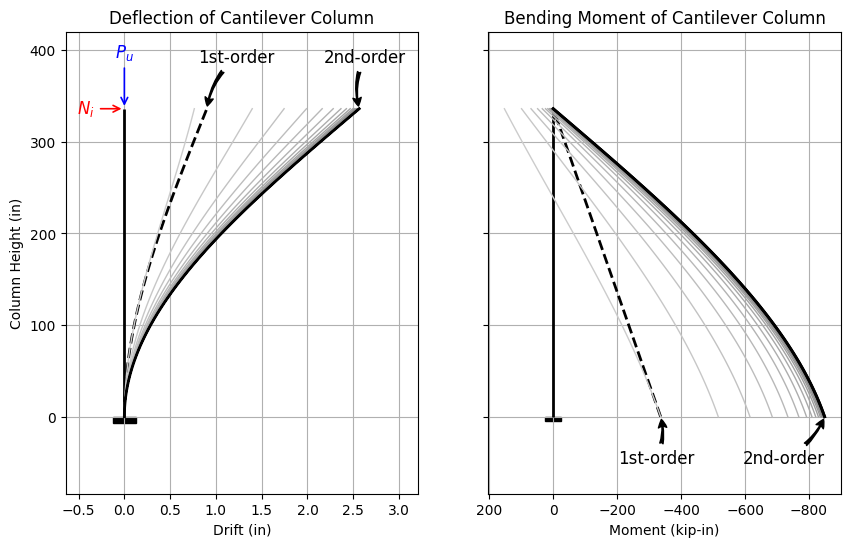 Deflection of Cantilever Column
Bending Moment of Cantilever Column
400
300
200
100
0
Column Height (in)
P_u
N_i
1st-order
2nd-order
−0.5
0.0
0.5
1.0
1.5
2.0
2.5
3.0
Drift (in)
1st-order
2nd-order
200
0
−200
−400
−600
−800
Moment (kip-in)